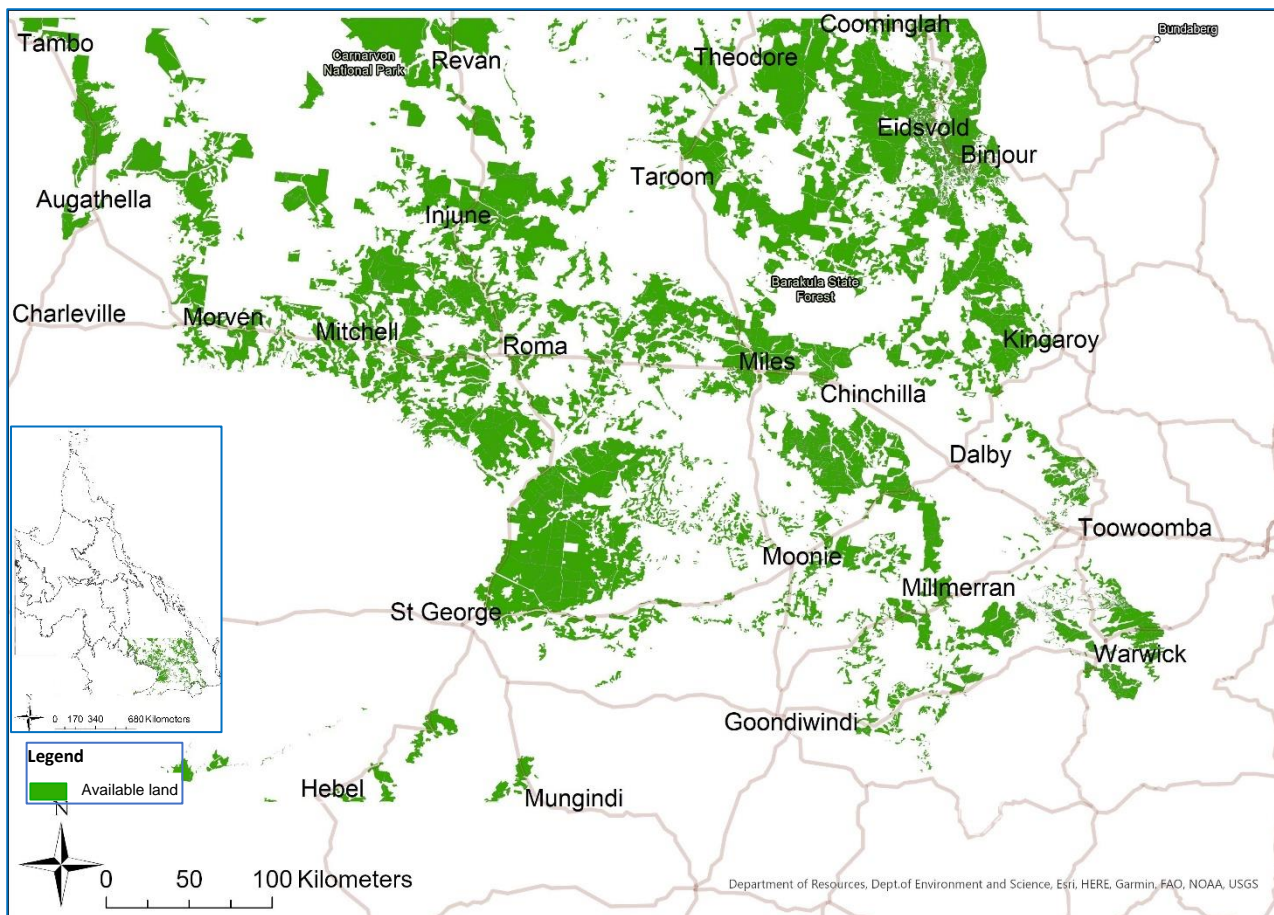 Coominglah
Bundaberg
Tambo
Carnarvon
National Park
Revan
Theodore
Eidsvold
Binjour
Taroom
Augathella
Injune
Barakula State
Forest
Charleville
Morven
Mitchell
Roma
Miles
Kingaroy
Chinchilla
Dalby
Toowoomba
Moonie
Millmerran
St George
Warwick
Goondiwindi
Hebel
Mungindi
N
0 170 340 680 Kilometers
Legend
Available land
N
0 50 100 Kilometers
Department of Resources, Dept.of Environment and Science, Esri, HERE, Garmin, FAO, NOAA, USGS